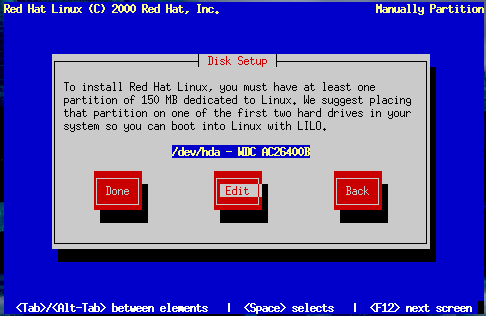 Red Hat Linux (C) 2000 Red Hat, Inc. Manually Partition
Disk Setup
To install Red Hat Linux, you must have at least one
partition of 150 MB dedicated to Linux. We suggest placing
that partition on one of the first two hard drives in your
system so you can boot into Linux with LILO.
/dev/hda - WDC AC26400B
Done Edit Back
<Tab>/<Alt-Tab> between elements | <Space> selects | <F12> next screen